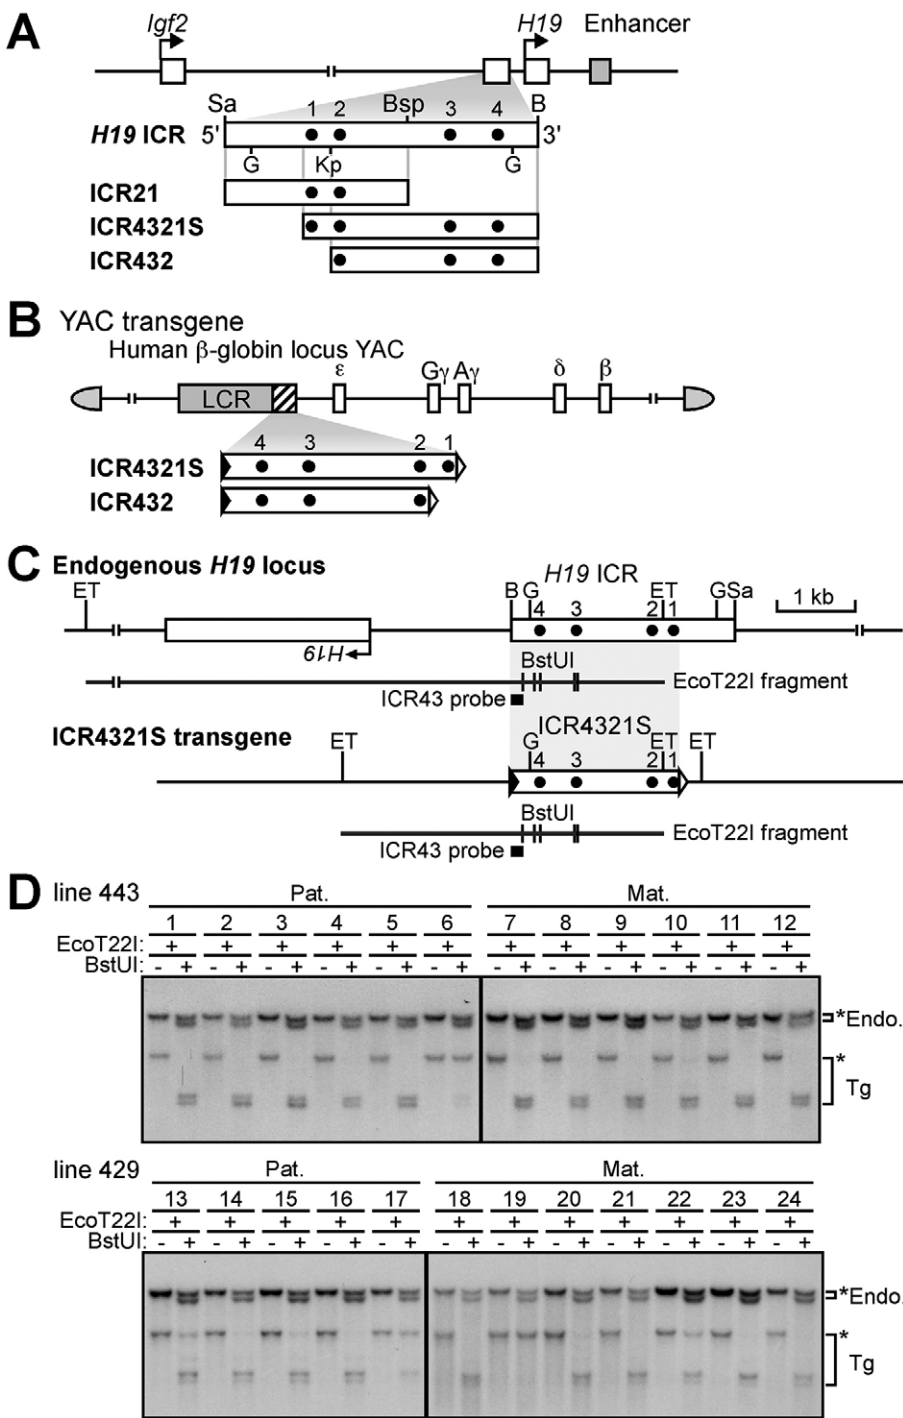 A
Igf2 H19 Enhancer
Sa 1 2 Bsp 3 4 B
H19 ICR 5' 3'
G Kp G
ICR21
ICR4321S
ICR432
B YAC transgene
Human β-globin locus YAC
LCR ε Gγ Aγ δ β
4 3 2 1
ICR4321S
ICR432
C Endogenous H19 locus
ET H19 ICR
B G 4 3 2 ET 1 GSa 1 kb
H19
BstUI
EcoT22I fragment
ICR43 probe
ICR4321S transgene
ICR4321S
ET G 4 3 2 ET 1 ET
BstUI
EcoT22I fragment
ICR43 probe
D line 443 Pat. Mat.
1 2 3 4 5 6 7 8 9 10 11 12
EcoT22I: + + + + + + + + + + + +
BstUI: - + - + - + - + - + - + - + - + - + - + - + - +
*Endo.
*
Tg
line 429 Pat. Mat.
13 14 15 16 17 18 19 20 21 22 23 24
EcoT22I: + + + + + + + + + + + +
BstUI: - + - + - + - + - + - + - + - + - + - + - + - +
*Endo.
*
Tg